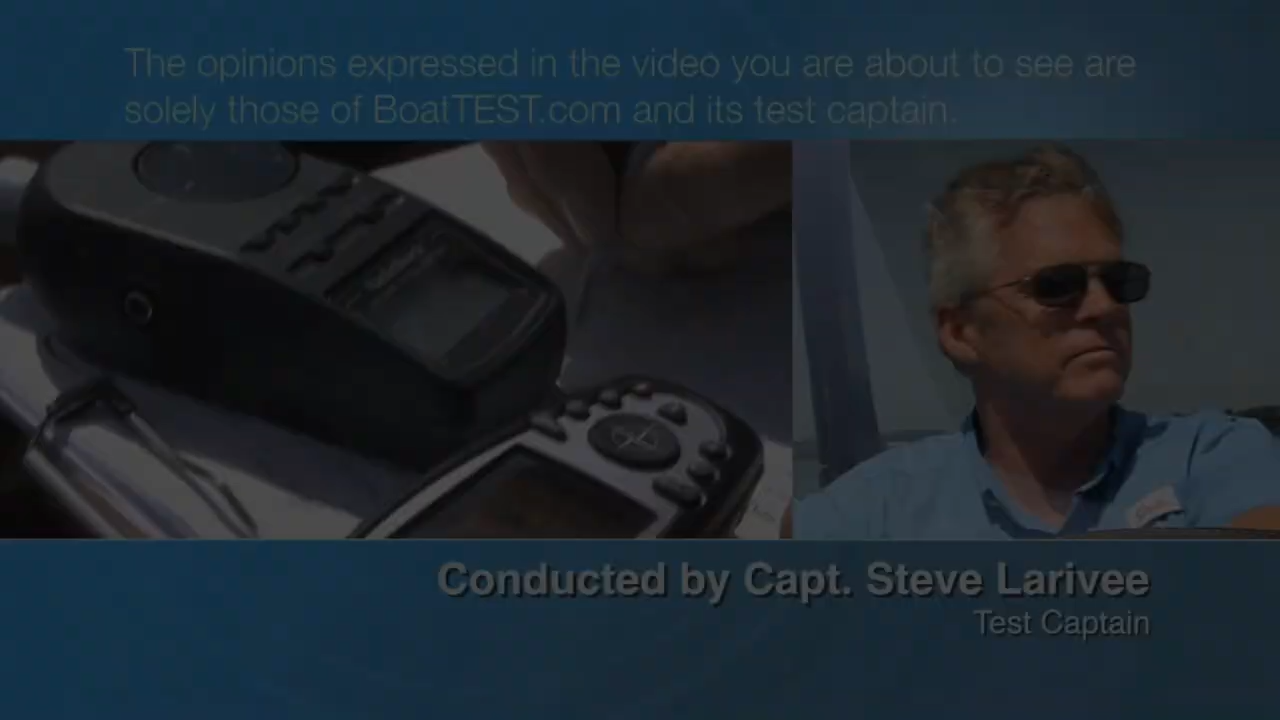 The opinions expressed in the video you are about to see are
solely those of BoatTEST.com and its test captain.
Conducted by Capt. Steve Larivee
Test Captain